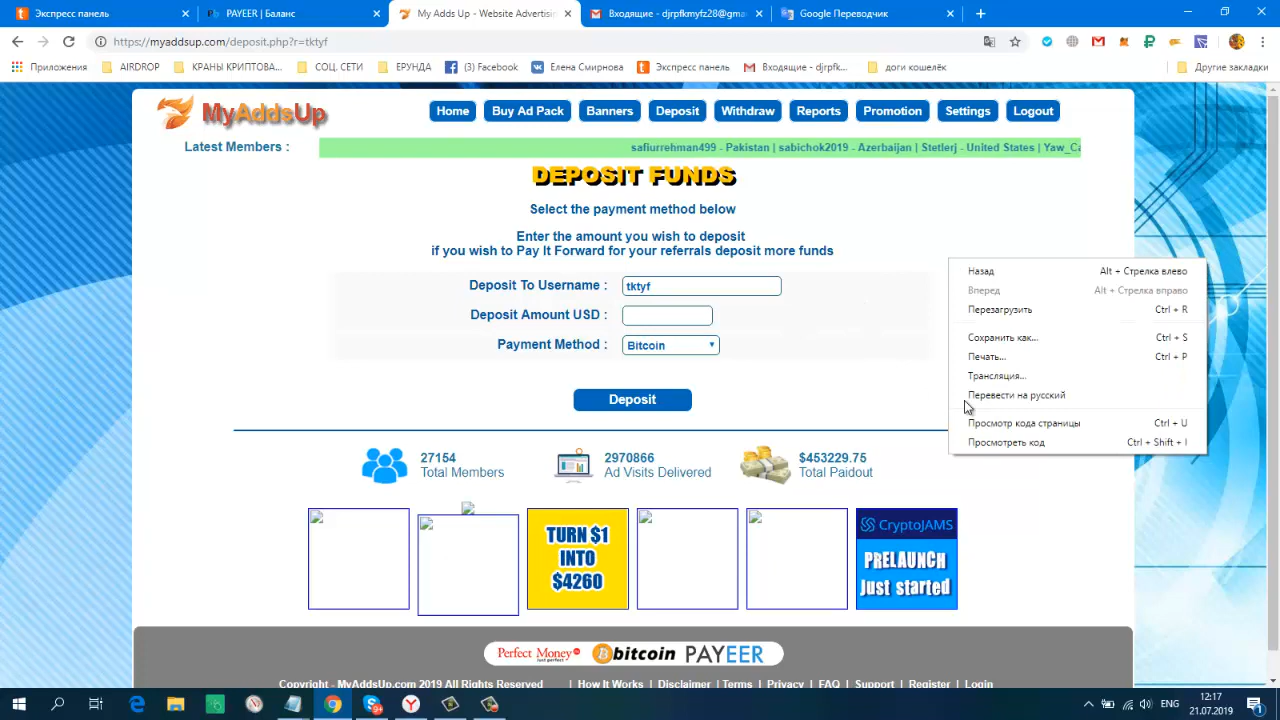 Экспресс панель
PAYEER | Баланс
My Adds Up - Website Advertisin
Входящие - djrpfkmyfz28@gma
Google Переводчик
https://myaddsup.com/deposit.php?r=tktyf
Приложения
AIRDROP
КРАНЫ КРИПТОВА...
СОЦ. СЕТИ
ЕРУНДА
(3) Facebook
Елена Смирнова
Экспресс панель
Входящие - djrpfk...
доги кошелёк
Другие закладки
MyAddsUp
Home
Buy Ad Pack
Banners
Deposit
Withdraw
Reports
Promotion
Settings
Logout
Latest Members :
safiurrehman499 - Pakistan | sabichok2019 - Azerbaijan | Stetlerj - United States | Yaw_Ca
DEPOSIT FUNDS
Select the payment method below
Enter the amount you wish to deposit
if you wish to Pay It Forward for your referrals deposit more funds
Deposit To Username : tktyf
Deposit Amount USD :
Payment Method : Bitcoin
Deposit
Назад Alt + Стрелка влево
Вперед Alt + Стрелка вправо
Перезагрузить Ctrl + R
Сохранить как... Ctrl + S
Печать... Ctrl + P
Трансляция...
Перевести на русский
Просмотр кода страницы Ctrl + U
Просмотреть код Ctrl + Shift + I
27154
Total Members
2970866
Ad Visits Delivered
$453229.75
Total Paidout
TURN $1
INTO
$4260
CryptoJAMS
PRELAUNCH
Just started
Perfect Money
just perfect
bitcoin
PAYEER
Copyright - MyAddsUp.com 2019 All Rights Reserved | How It Works | Disclaimer | Terms | Privacy | FAQ | Support | Register | Login
ENG
12:17
21.07.2019